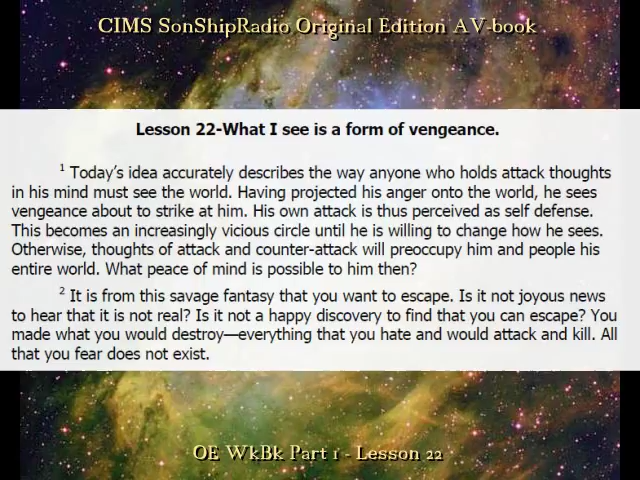 CIMS SonShipRadio Original Edition AV-book
Lesson 22-What I see is a form of vengeance.
1 Today’s idea accurately describes the way anyone who holds attack thoughts
in his mind must see the world. Having projected his anger onto the world, he sees
vengeance about to strike at him. His own attack is thus perceived as self defense.
This becomes an increasingly vicious circle until he is willing to change how he sees.
Otherwise, thoughts of attack and counter-attack will preoccupy him and people his
entire world. What peace of mind is possible to him then?
2 It is from this savage fantasy that you want to escape. Is it not joyous news
to hear that it is not real? Is it not a happy discovery to find that you can escape? You
made what you would destroy—everything that you hate and would attack and kill. All
that you fear does not exist.
OE WkBk Part 1 - Lesson 22